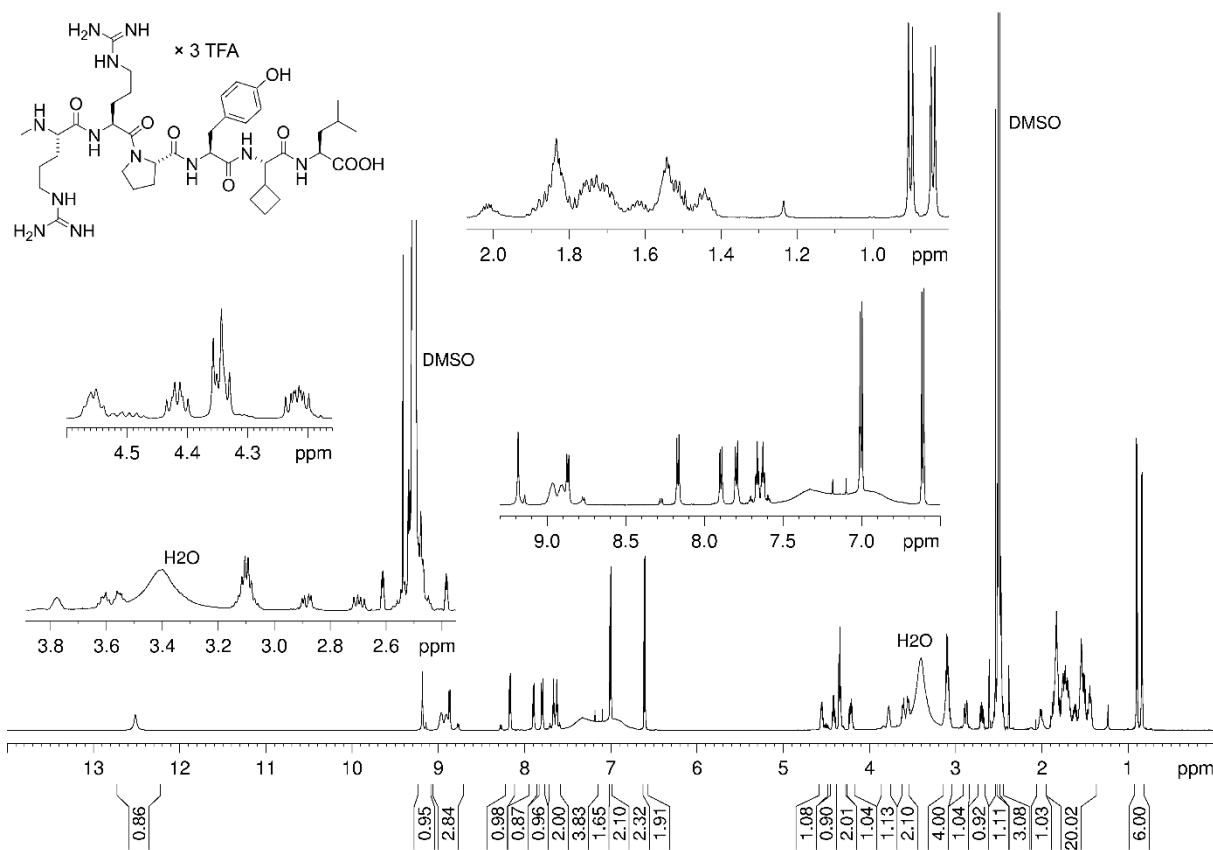 H2N NH
HN
× 3 TFA
OH
H
N
O
N
H
O
N
O
N
H
O
H
N
O
N
H
O
COOH
HN
H2N NH
DMSO
2.0 1.8 1.6 1.4 1.2 1.0 ppm
DMSO
4.5 4.4 4.3 ppm
9.0 8.5 8.0 7.5 7.0 ppm
H2O
3.8 3.6 3.4 3.2 3.0 2.8 2.6 ppm
H2O
13 12 11 10 9 8 7 6 5 4 3 2 1 ppm
0.86 0.95 2.84 0.98 0.87 0.96 2.00 3.83 1.65 2.10 2.32 1.91 1.08 0.90 2.01 1.04 1.13 2.10 4.00 1.04 0.92 1.11 3.08 1.03 20.02 6.00